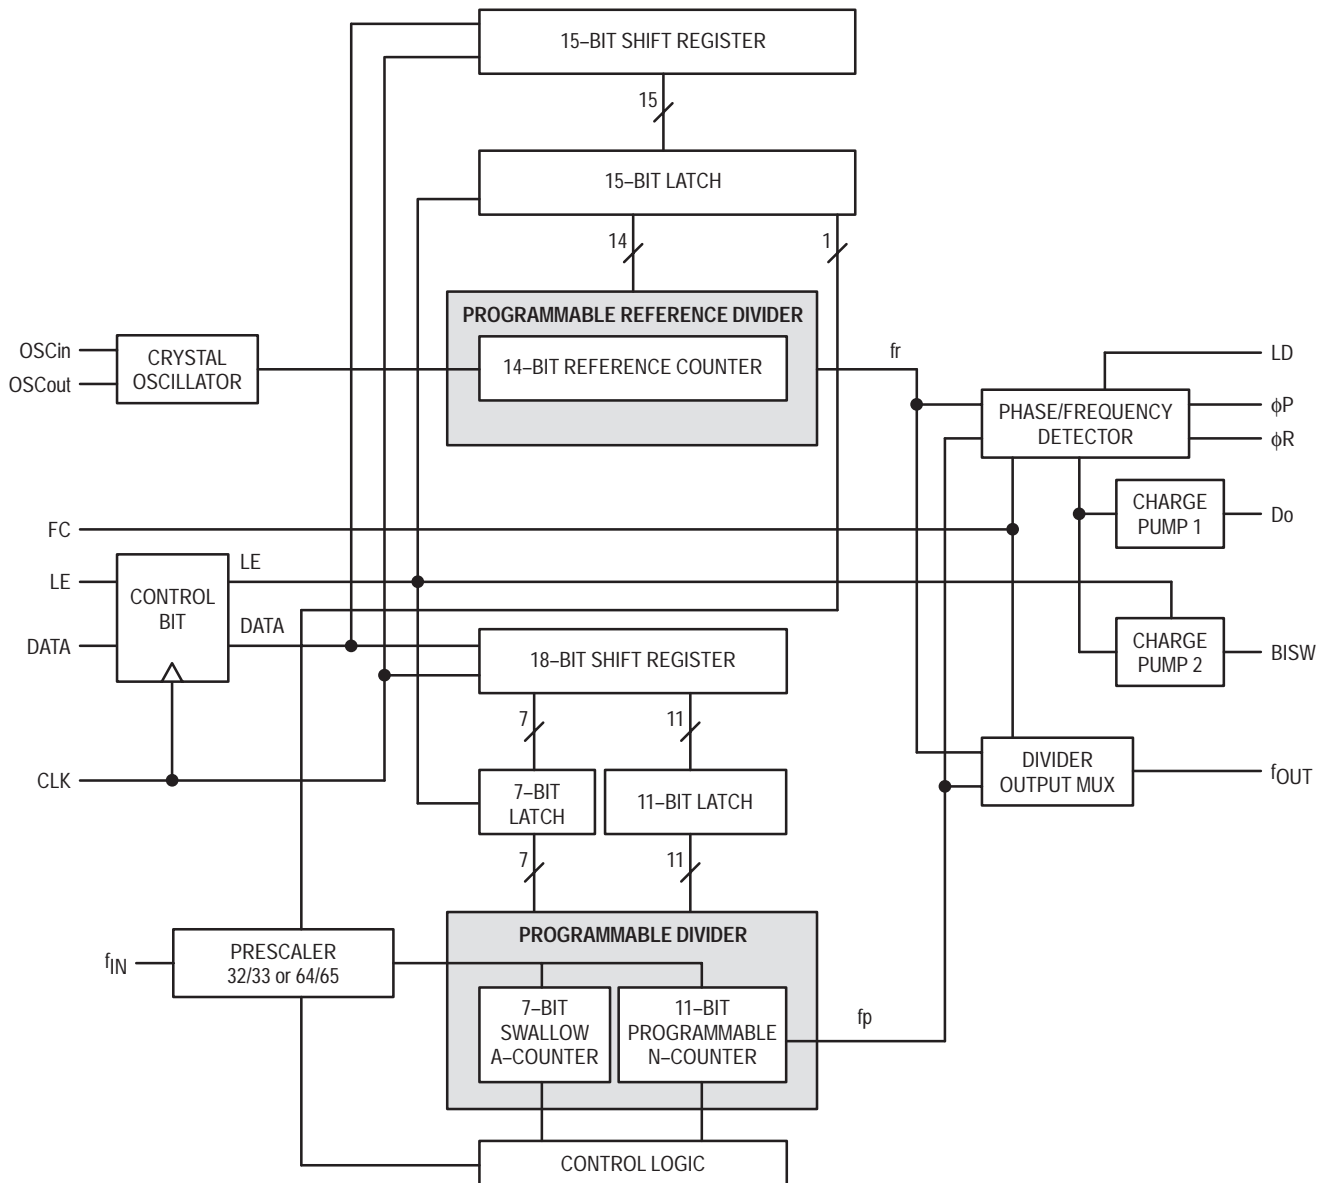 15–BIT SHIFT REGISTER
15
15–BIT LATCH
14
1
PROGRAMMABLE REFERENCE DIVIDER
14–BIT REFERENCE COUNTER
OSCin
OSCout
CRYSTAL
OSCILLATOR
fr
LD
PHASE/FREQUENCY
DETECTOR
ϕP
ϕR
CHARGE
PUMP 1
Do
FC
LE
DATA
CONTROL
BIT
LE
DATA
18–BIT SHIFT REGISTER
CHARGE
PUMP 2
BISW
7
11
CLK
7–BIT
LATCH
11–BIT LATCH
DIVIDER
OUTPUT MUX
fOUT
7
11
PROGRAMMABLE DIVIDER
fIN
PRESCALER
32/33 or 64/65
7–BIT
SWALLOW
A–COUNTER
11–BIT
PROGRAMMABLE
N–COUNTER
fp
CONTROL LOGIC